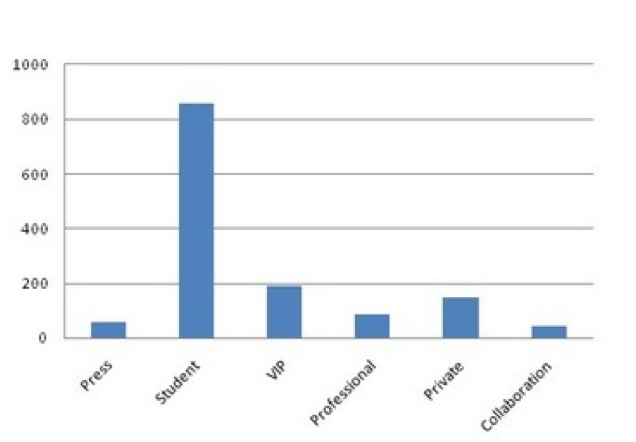 1000
800
600
400
200
0
Press
Student
VIP
Professional
Private
Collaboration